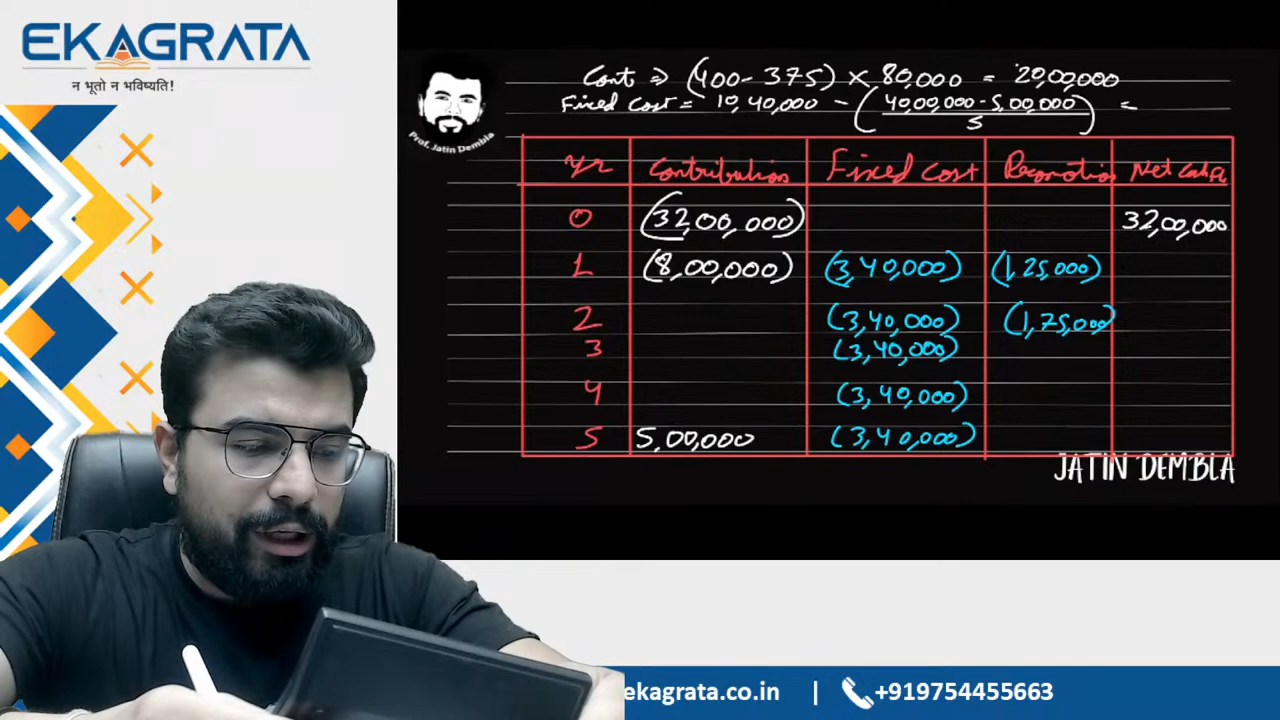 EKAGRATA
न भूतो न भविष्यति!
Prof. Jatin Dembla
Cont ⇒ (400-375) × 80,000 = 20,00,000
Fixed Cost = 10,40,000 - (40,00,000-5,00,000)/5 =
yr Contribution Fixed Cost Net Cash
0 (32,00,000) 32,00,000
1 (8,00,000) (3,40,000) (1,25,000)
2 (3,40,000) (1,75,000)
3 (3,40,000)
4 (3,40,000)
5 5,00,000 (3,40,000)
JATIN DEMBLA
ekagrata.co.in | +919754455663